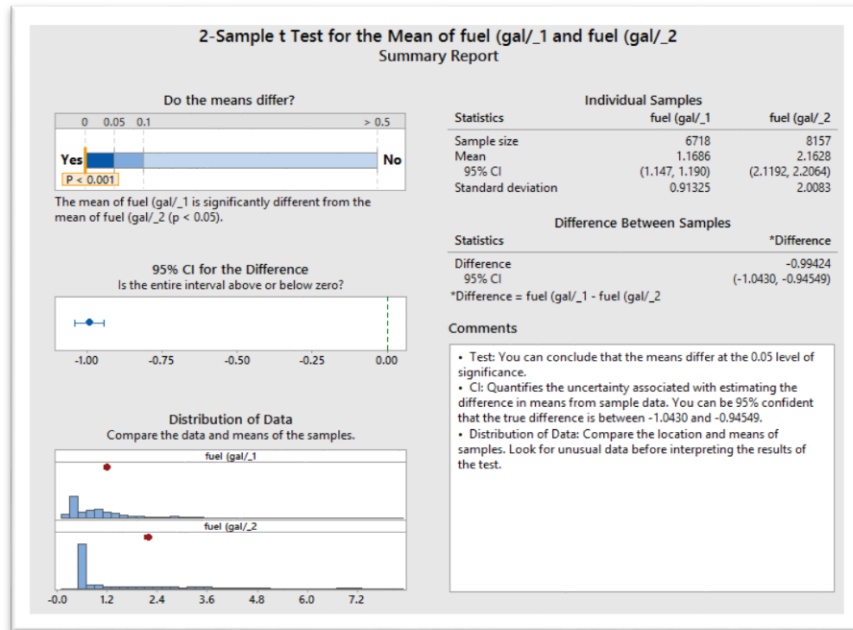 2-Sample t Test for the Mean of fuel (gal/_1 and fuel (gal/_2
Summary Report
Do the means differ?
0 0.05 0.1 > 0.5
Yes No
P < 0.001
The mean of fuel (gal/_1 is significantly different from the
mean of fuel (gal/_2 (p < 0.05).
95% CI for the Difference
Is the entire interval above or below zero?
-1.00 -0.75 -0.50 -0.25 0.00
Distribution of Data
Compare the data and means of the samples.
fuel (gal/_1
fuel (gal/_2
-0.0 1.2 2.4 3.6 4.8 6.0 7.2
Individual Samples
Statistics fuel (gal/_1 fuel (gal/_2
Sample size 6718 8157
Mean 1.1686 2.1628
95% CI (1.147, 1.190) (2.1192, 2.2064)
Standard deviation 0.91325 2.0083
Difference Between Samples
Statistics *Difference
Difference -0.99424
95% CI (-1.0430, -0.94549)
*Difference = fuel (gal/_1 - fuel (gal/_2
Comments
• Test: You can conclude that the means differ at the 0.05 level of
significance.
• CI: Quantifies the uncertainty associated with estimating the
difference in means from sample data. You can be 95% confident
that the true difference is between -1.0430 and -0.94549.
• Distribution of Data: Compare the location and means of
samples. Look for unusual data before interpreting the results of
the test.